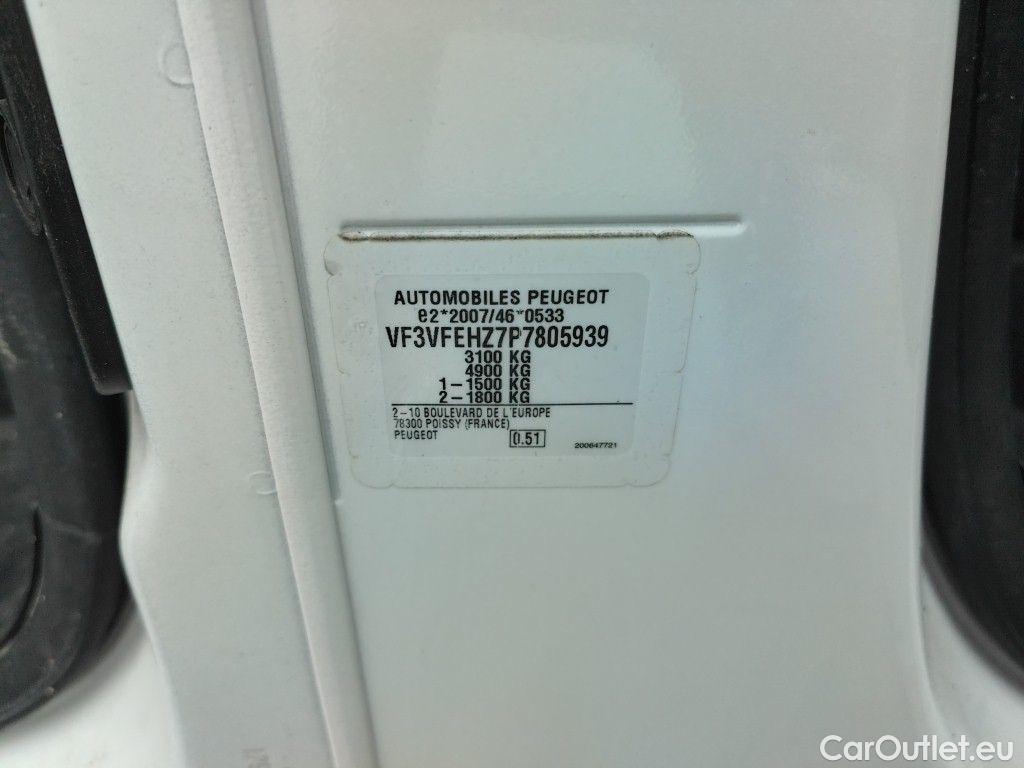 AUTOMOBILES PEUGEOT
e2*2007/46*0533
VF3VFEHZ7P7805939
3100 KG
4900 KG
1-1500 KG
2-1800 KG
2-10 BOULEVARD DE L'EUROPE
78300 POISSY (FRANCE)
PEUGEOT
0.51
200647721
CarOutlet.eu